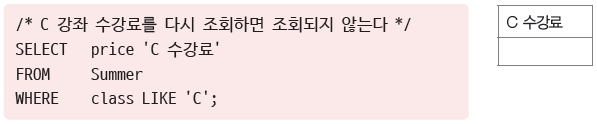 /* C 강좌 수강료를 다시 조회하면 조회되지 않는다 */
SELECT price 'C 수강료'
FROM Summer
WHERE class LIKE 'C';
C 수강료